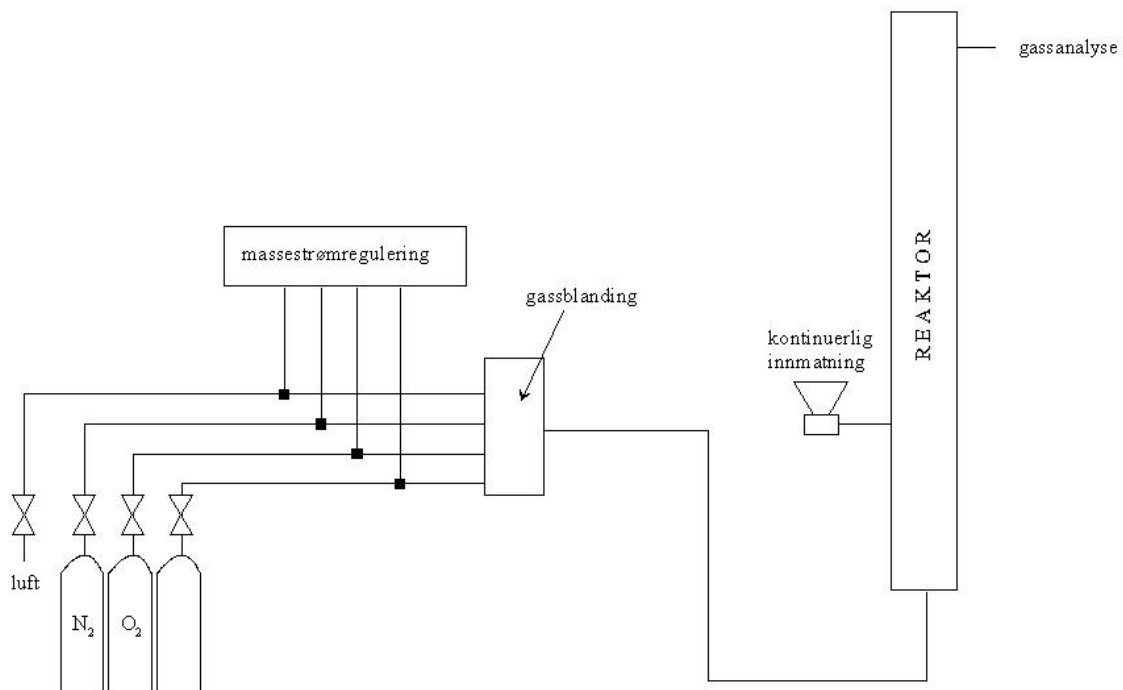 gassanalyse
massestrømregulering
gassblanding
kontinuerlig
innmatning
REAKTOR
luft
N₂
O₂